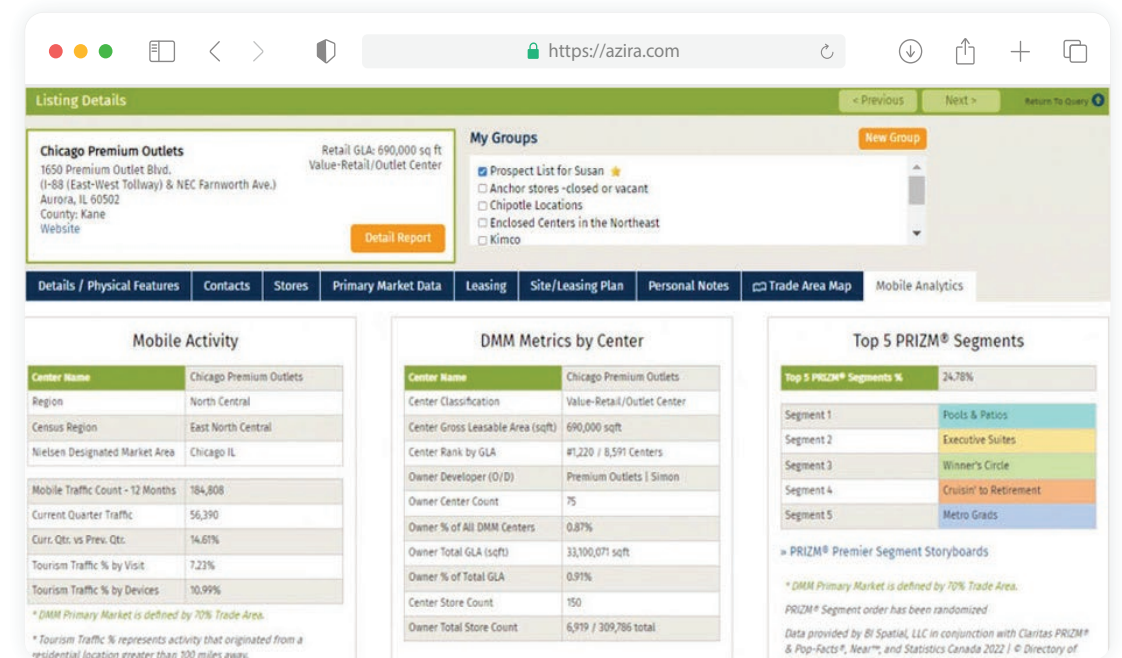 https://azira.com
Listing Details
< Previous
Next >
Return To Query
Chicago Premium Outlets
1650 Premium Outlet Blvd.
(I-88 (East-West Tollway) & NEC Farnworth Ave.)
Aurora, IL 60502
County: Kane
Website
Retail GLA: 690,000 sq ft
Value-Retail/Outlet Center
Detail Report
My Groups
New Group
Prospect List for Susan
Anchor stores -closed or vacant
Chipotle Locations
Enclosed Centers in the Northeast
Kimco
Details / Physical Features
Contacts
Stores
Primary Market Data
Leasing
Site/Leasing Plan
Personal Notes
Trade Area Map
Mobile Analytics
Mobile Activity
Center Name Chicago Premium Outlets
Region North Central
Census Region East North Central
Nielsen Designated Market Area Chicago IL
Mobile Traffic Count - 12 Months 184,808
Current Quarter Traffic 56,390
Curr. Qtr. vs Prev. Qtr. 14.61%
Tourism Traffic % by Visit 7.23%
Tourism Traffic % by Devices 10.99%
* DMM Primary Market is defined by 70% Trade Area.
* Tourism Traffic % represents activity that originated from a
residential location greater than 100 miles away.
DMM Metrics by Center
Center Name Chicago Premium Outlets
Center Classification Value-Retail/Outlet Center
Center Gross Leasable Area (sqft) 690,000 sqft
Center Rank by GLA #1,220 / 8,591 Centers
Owner Developer (O/D) Premium Outlets | Simon
Owner Center Count 75
Owner % of All DMM Centers 0.87%
Owner Total GLA (sqft) 33,100,071 sqft
Owner % of Total GLA 0.91%
Center Store Count 150
Owner Total Store Count 6,919 / 309,786 total
Top 5 PRIZM® Segments
Top 5 PRIZM® Segments % 24.78%
Segment 1 Pools & Patios
Segment 2 Executive Suites
Segment 3 Winner's Circle
Segment 4 Cruisin' to Retirement
Segment 5 Metro Grads
» PRIZM® Premier Segment Storyboards
* DMM Primary Market is defined by 70% Trade Area.
PRIZM® Segment order has been randomized
Data provided by BI Spatial, LLC in conjunction with Claritas PRIZM®
& Pop-Facts®, Near™, and Statistics Canada 2022 | © Directory of